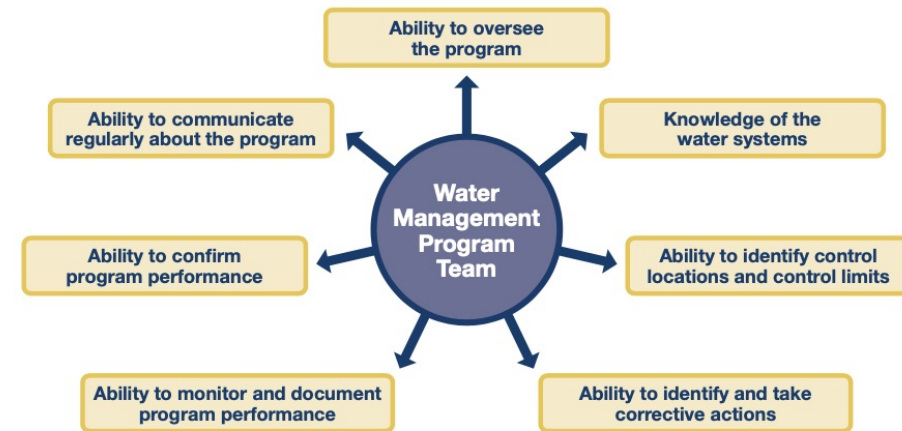 Ability to oversee
the program
Ability to communicate
regularly about the program
Knowledge of the
water systems
Water
Management
Program
Team
Ability to confirm
program performance
Ability to identify control
locations and control limits
Ability to monitor and document
program performance
Ability to identify and take
corrective actions